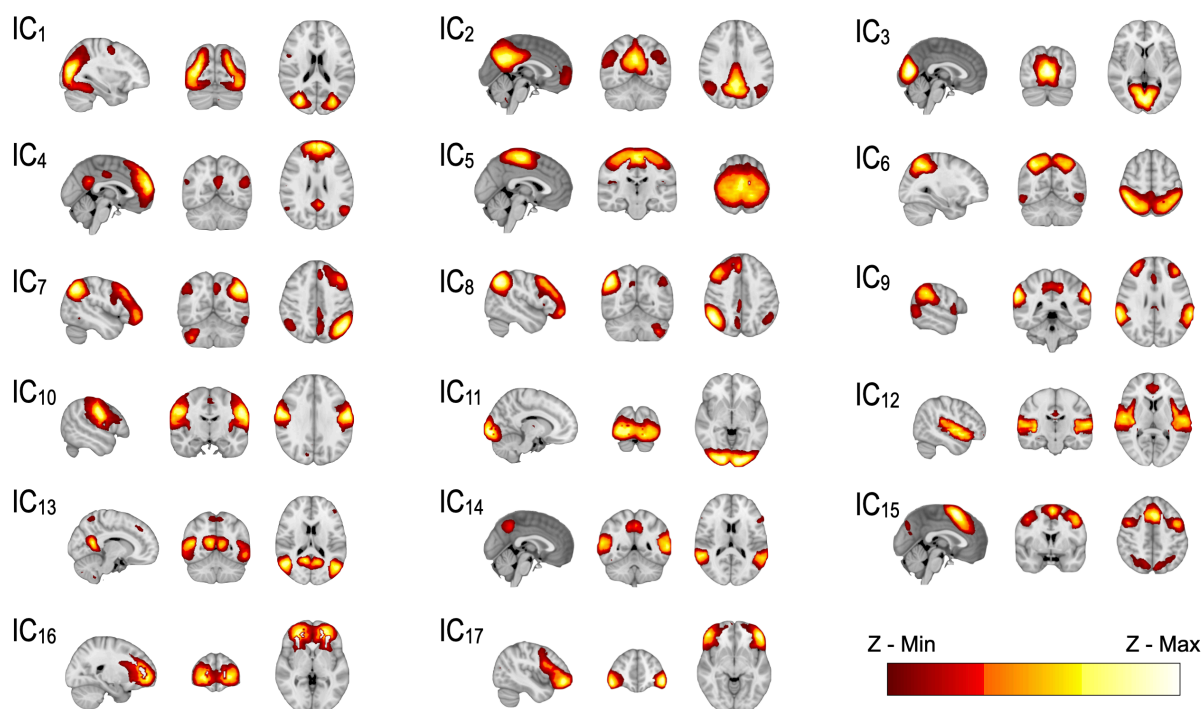 IC1
IC2
IC3
IC4
IC5
IC6
IC7
IC8
IC9
IC10
IC11
IC12
IC13
IC14
IC15
IC16
IC17
Z - Min
Z - Max